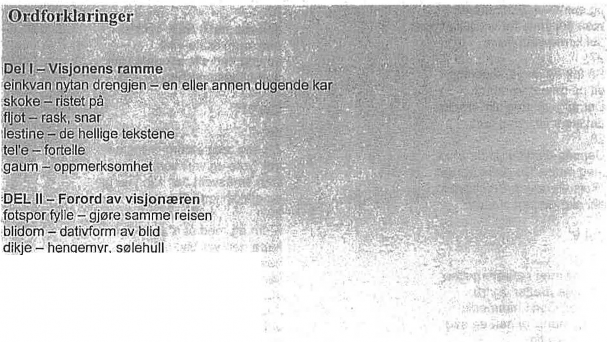 Ordforklaringer
Del I – Visjonens ramme
einkvan nytan drengjen – en eller annen dugende kar
skoke – ristet på
fljot – rask, snar
lestine – de hellige tekstene
tel'e – fortelle
gaum – oppmerksomhet
DEL II – Forord av visjonæren
fotspor fylle – gjøre samme reisen
blidom – dativform av blid
dikje – hengemyr, sølehull